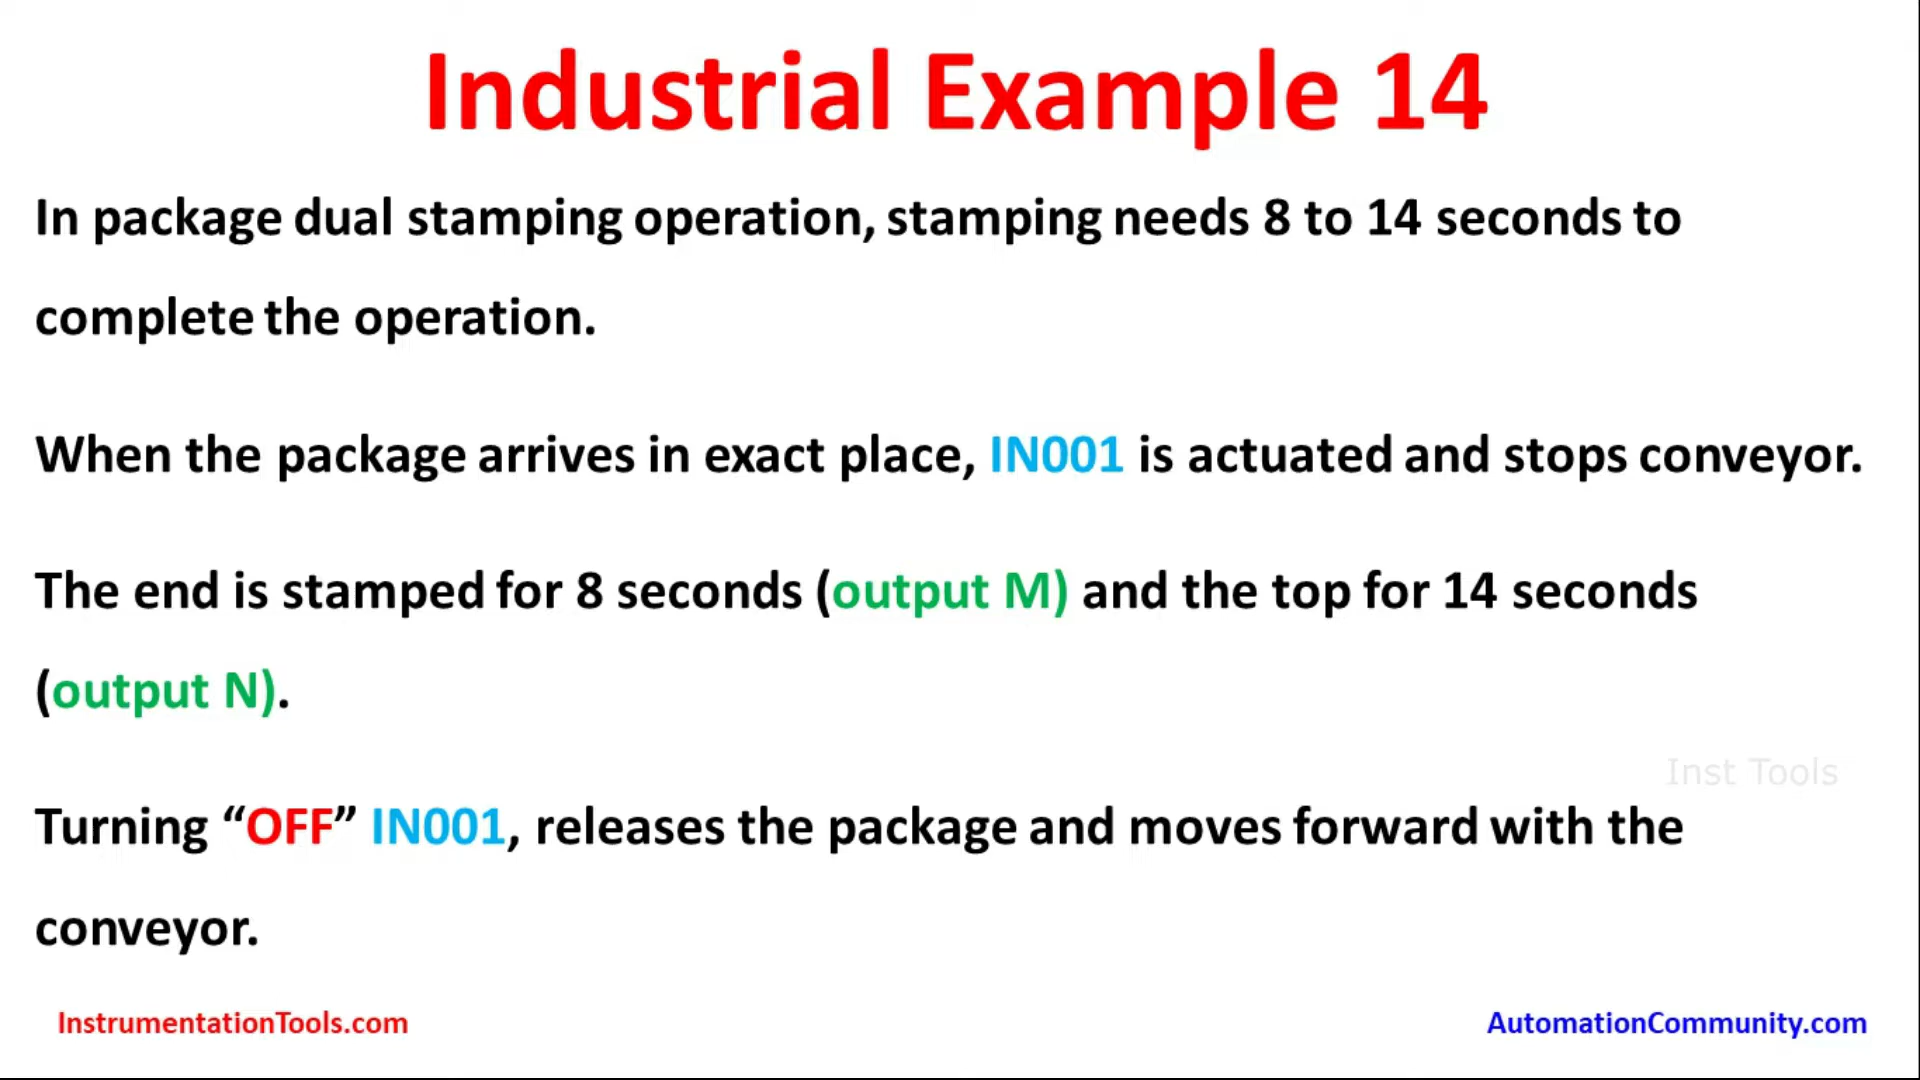 Industrial Example 14
In package dual stamping operation, stamping needs 8 to 14 seconds to
complete the operation.
When the package arrives in exact place, IN001 is actuated and stops conveyor.
The end is stamped for 8 seconds (output M) and the top for 14 seconds
(output N).
Inst Tools
Turning “OFF” IN001, releases the package and moves forward with the
conveyor.
InstrumentationTools.com
AutomationCommunity.com